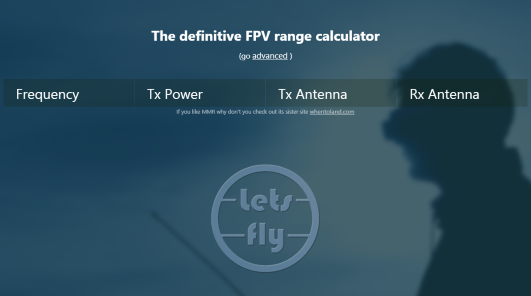 The definitive FPV range calculator
(go advanced )
Frequency Tx Power Tx Antenna Rx Antenna
If you like MMR why don't you check out its sister site whentoland.com
Lets
fly